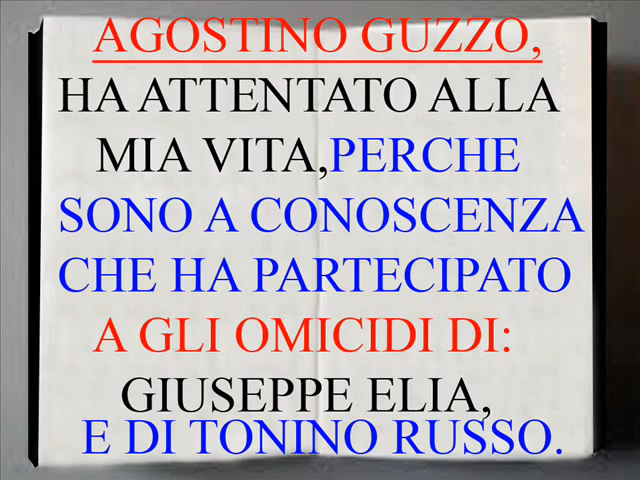 AGOSTINO GUZZO,
HA ATTENTATO ALLA
MIA VITA,PERCHE
SONO A CONOSCENZA
CHE HA PARTECIPATO
A GLI OMICIDI DI:
GIUSEPPE ELIA,
E DI TONINO RUSSO.